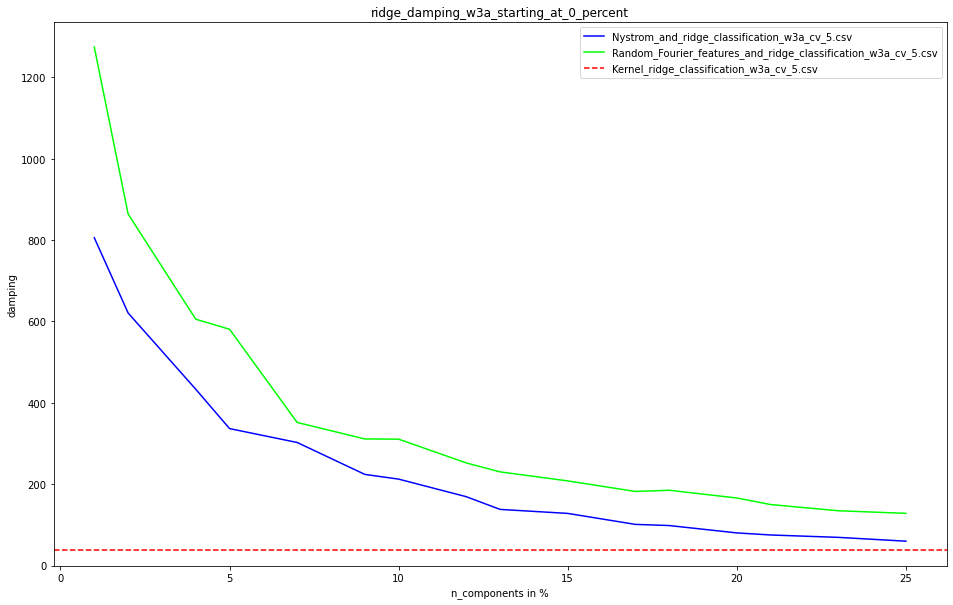 ridge_damping_w3a_starting_at_0_percent
Nystrom_and_ridge_classification_w3a_cv_5.csv
Random_Fourier_features_and_ridge_classification_w3a_cv_5.csv
Kernel_ridge_classification_w3a_cv_5.csv
damping
1200
1000
800
600
400
200
0
0 5 10 15 20 25
n_components in %